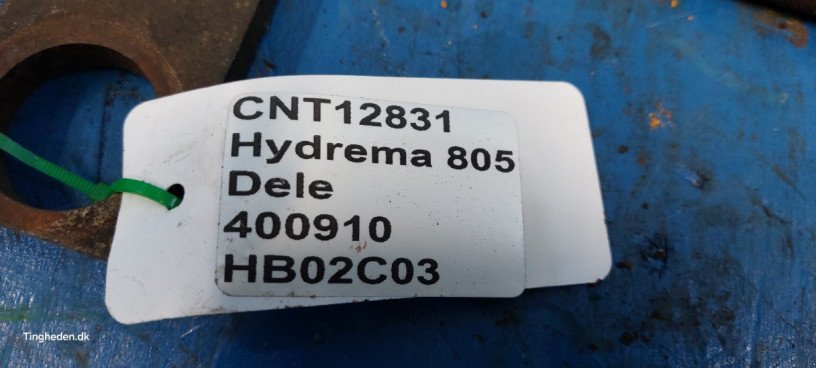 CNT12831
Hydrema 805
Dele
400910
HB02C03
Tingheden.dk